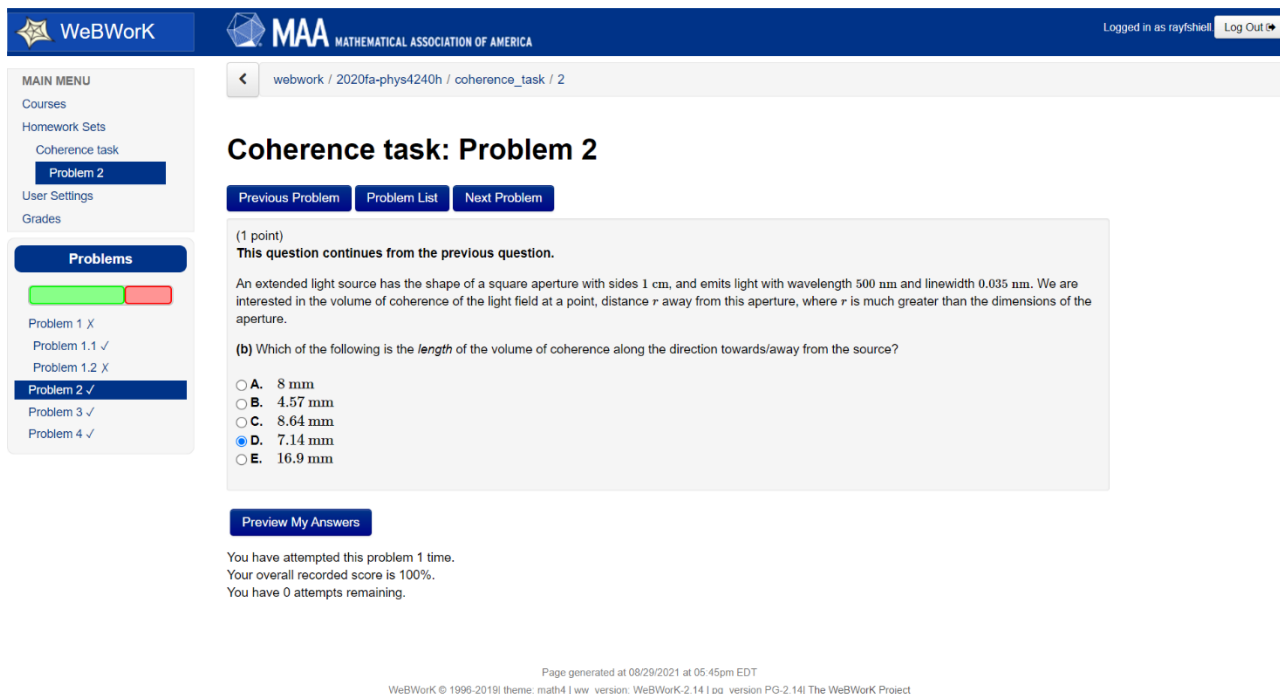 WeBWorK
MAA MATHEMATICAL ASSOCIATION OF AMERICA
Logged in as rayfshiell. Log Out
MAIN MENU
Courses
Homework Sets
Coherence task
Problem 2
User Settings
Grades
Problems
Problem 1 ✗
Problem 1.1 ✓
Problem 1.2 ✗
Problem 2 ✓
Problem 3 ✓
Problem 4 ✓
webwork / 2020fa-phys4240h / coherence_task / 2
Coherence task: Problem 2
Previous Problem Problem List Next Problem
(1 point)
This question continues from the previous question.
An extended light source has the shape of a square aperture with sides 1 cm, and emits light with wavelength 500 nm and linewidth 0.035 nm. We are
interested in the volume of coherence of the light field at a point, distance r away from this aperture, where r is much greater than the dimensions of the
aperture.
(b) Which of the following is the length of the volume of coherence along the direction towards/away from the source?
A. 8 mm
B. 4.57 mm
C. 8.64 mm
D. 7.14 mm
E. 16.9 mm
Preview My Answers
You have attempted this problem 1 time.
Your overall recorded score is 100%.
You have 0 attempts remaining.
Page generated at 08/29/2021 at 05:45pm EDT
WeBWorK © 1996-2019| theme: math4 | ww_version: WeBWorK-2.14 | pg_version PG-2.14| The WeBWorK Project